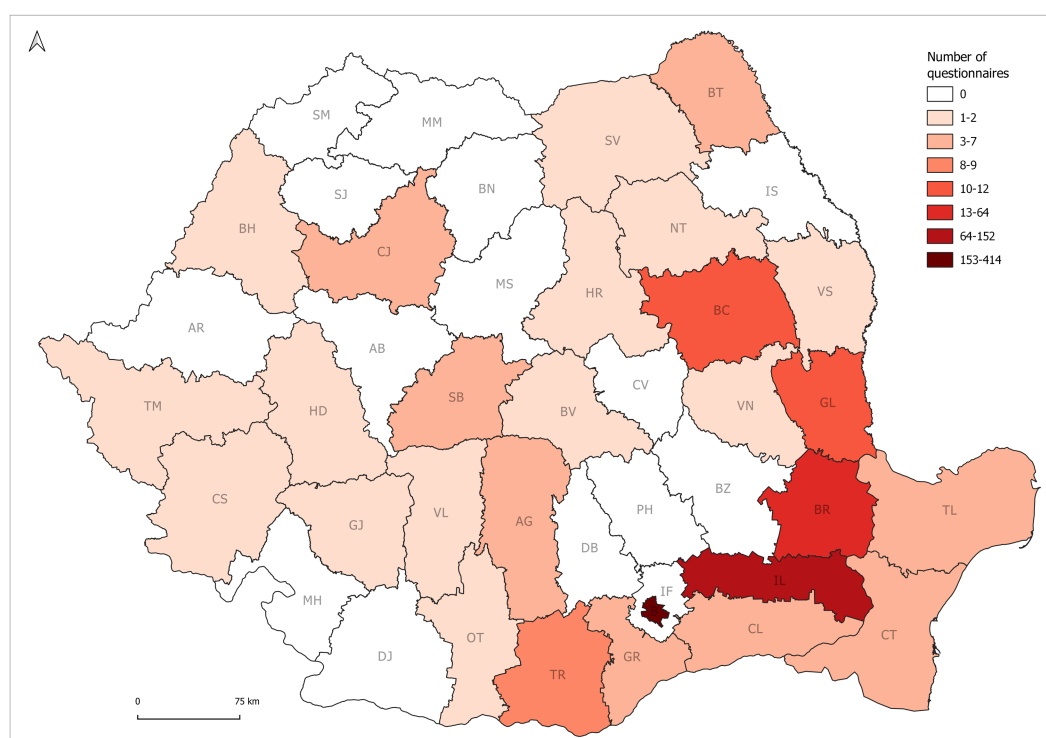 Number of
questionnaires
0
1-2
3-7
8-9
10-12
13-64
64-152
153-414
BT
SM
MM
SV
IS
SJ
BN
BH
NT
CJ
MS
HR
VS
BC
AR
AB
CV
SB
GL
TM
HD
BV
VN
CS
BZ
VL
PH
BR
TL
GJ
AG
DB
IL
IF
MH
CL
CT
OT
DJ
GR
TR
0
75 km